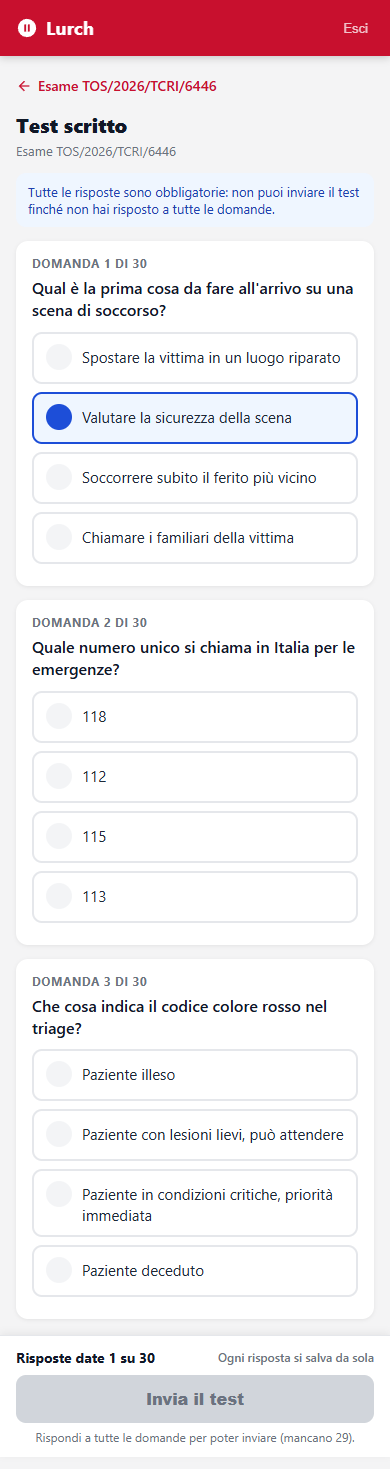 Lurch
Esci
← Esame TOS/2026/TCRI/6446
Test scritto
Esame TOS/2026/TCRI/6446
Tutte le risposte sono obbligatorie: non puoi inviare il test
finché non hai risposto a tutte le domande.
DOMANDA 1 DI 30
Qual è la prima cosa da fare all'arrivo su una
scena di soccorso?
Spostare la vittima in un luogo riparato
Valutare la sicurezza della scena
Soccorrere subito il ferito più vicino
Chiamare i familiari della vittima
DOMANDA 2 DI 30
Quale numero unico si chiama in Italia per le
emergenze?
118
112
115
113
DOMANDA 3 DI 30
Che cosa indica il codice colore rosso nel
triage?
Paziente illeso
Paziente con lesioni lievi, può attendere
Paziente in condizioni critiche, priorità
immediata
Paziente deceduto
Risposte date 1 su 30
Ogni risposta si salva da sola
Invia il test
Rispondi a tutte le domande per poter inviare (mancano 29).